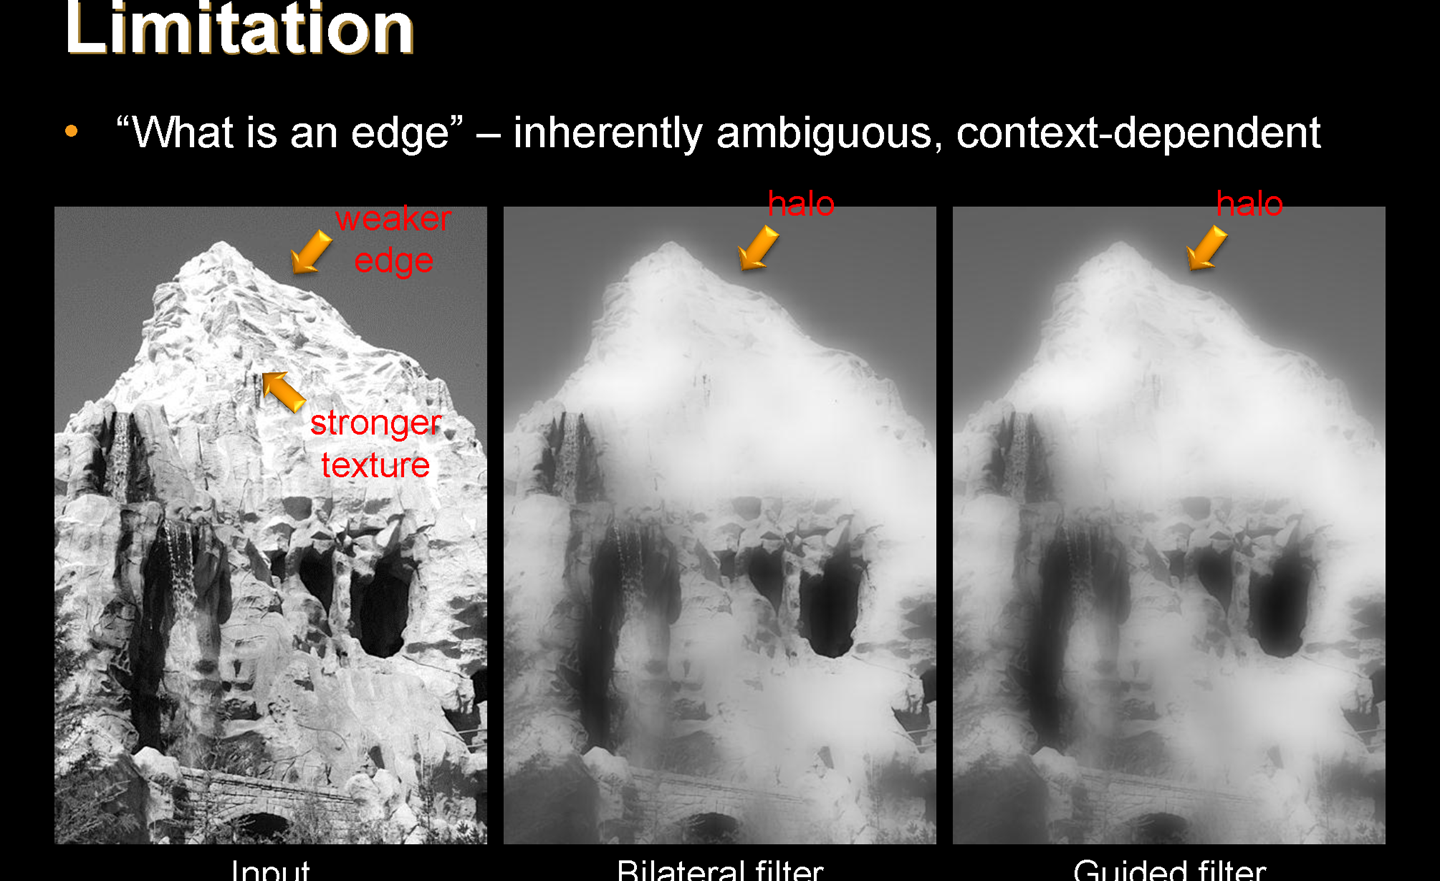 Limitation
• “What is an edge” – inherently ambiguous, context-dependent
weaker
edge
halo
halo
stronger
texture
Input
Bilateral filter
Guided filter